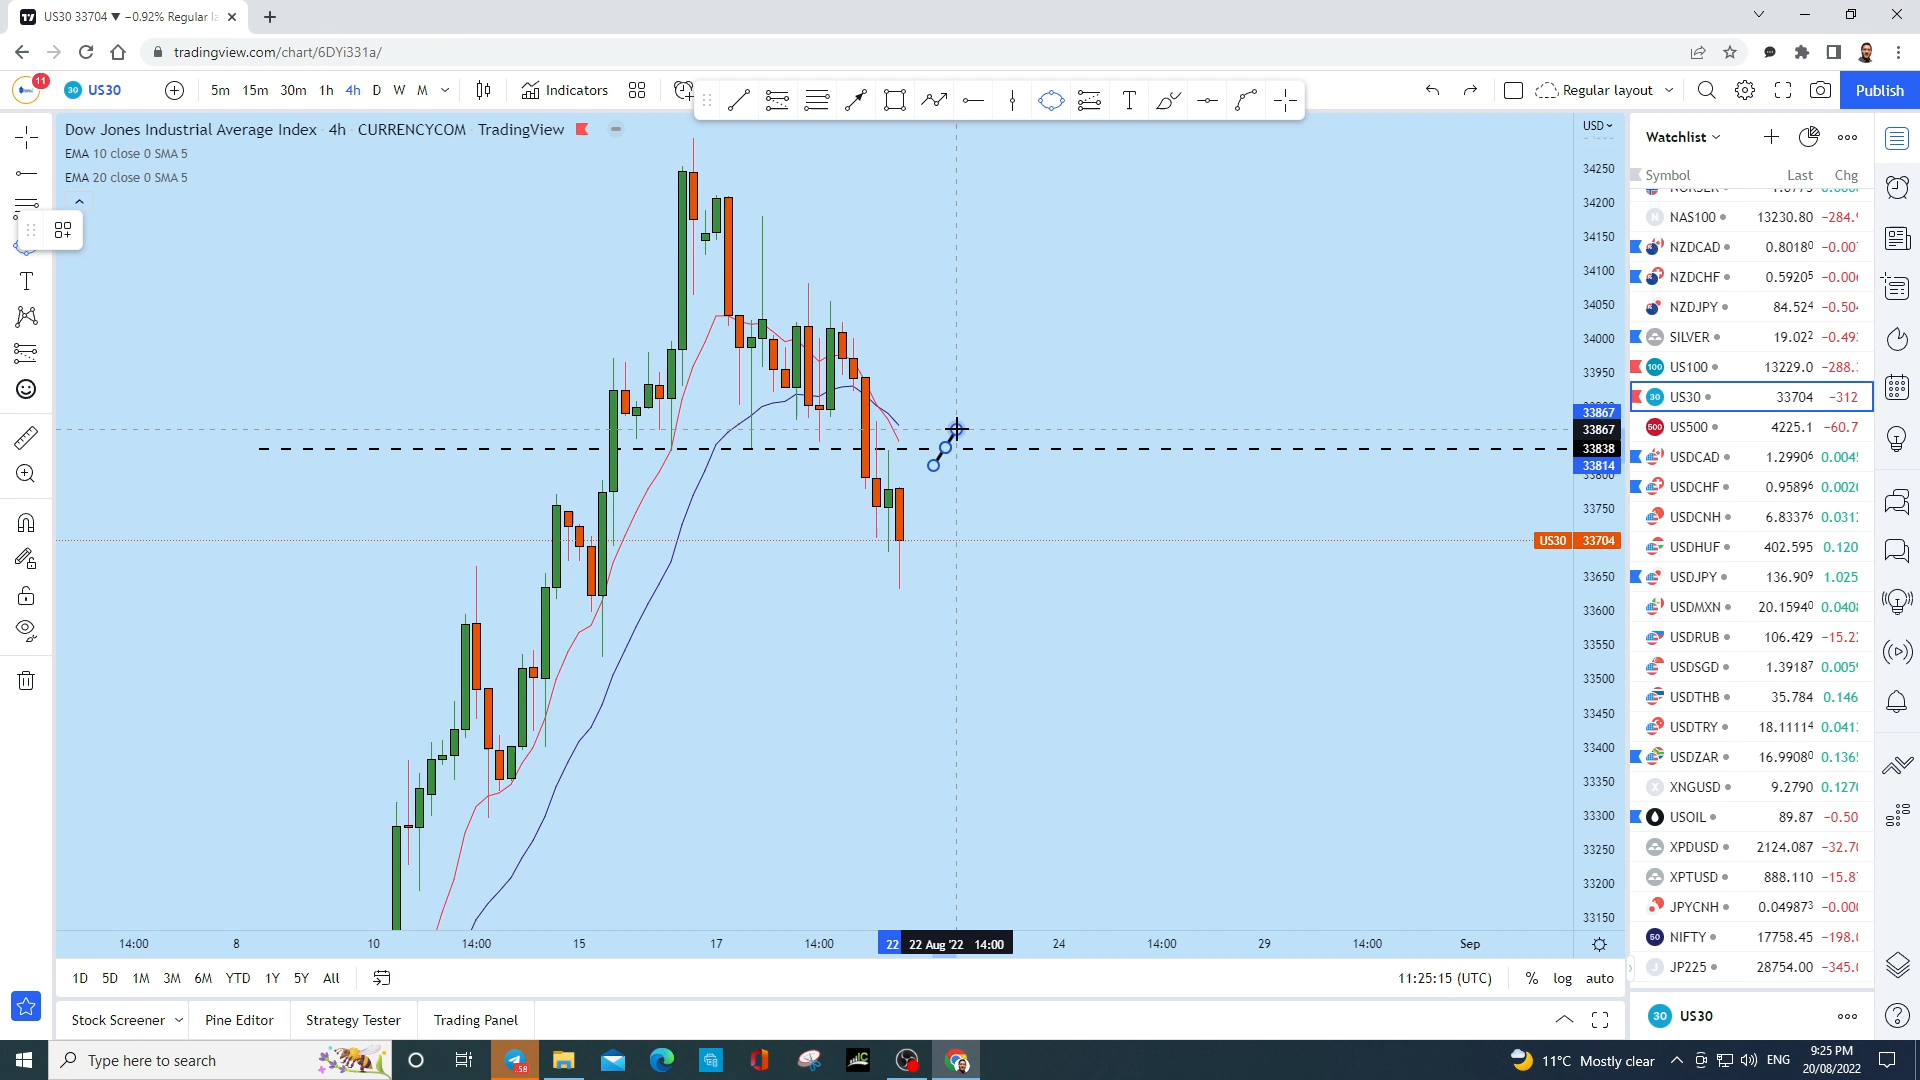 US30 33704 ▼ −0.92% Regular la
tradingview.com/chart/6DYi331a/
11
30 US30
5m 15m 30m 1h 4h D W M
Indicators
Regular layout
Publish
Dow Jones Industrial Average Index · 4h · CURRENCYCOM · TradingView
EMA 10 close 0 SMA 5
EMA 20 close 0 SMA 5
USD
34250
34200
34150
34100
34050
34000
33950
33867
33867
33838
33814
33750
US30 33704
33650
33600
33550
33500
33450
33400
33350
33300
33250
33200
33150
14:00 8 10 14:00 15 17 14:00 22 22 Aug '22 14:00 24 14:00 29 14:00 Sep
1D 5D 1M 3M 6M YTD 1Y 5Y All
11:25:15 (UTC) % log auto
Stock Screener Pine Editor Strategy Tester Trading Panel
Watchlist
Symbol Last Chg
NAS100 13230.80 −284.
NZDCAD 0.80180 −0.00
NZDCHF 0.59205 −0.00
NZDJPY 84.524 −0.50
SILVER 19.022 −0.49
100 US100 13229.0 −288.
30 US30 33704 −312
500 US500 4225.1 −60.7
USDCAD 1.29906 0.004
USDCHF 0.95896 0.002
USDCNH 6.83376 0.031
USDHUF 402.595 0.120
USDJPY 136.909 1.025
USDMXN 20.15940 0.040
USDRUB 106.429 −15.2
USDSGD 1.39187 0.005
USDTHB 35.784 0.146
USDTRY 18.11114 0.041
USDZAR 16.99080 0.136
X XNGUSD 9.2790 0.127
USOIL 89.87 −0.50
XPDUSD 2124.087 −32.7
XPTUSD 888.110 −15.8
JPYCNH 0.049873 −0.00
50 NIFTY 17758.45 −198.
J JP225 28754.00 −345.
30 US30
Type here to search
58
11°C Mostly clear
ENG
9:25 PM
20/08/2022